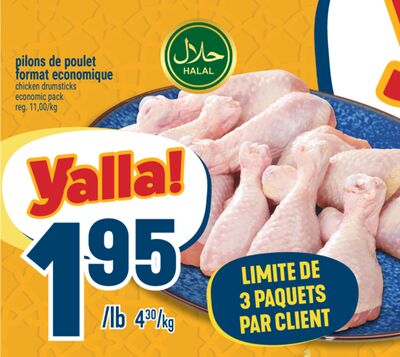 pilons de poulet
format economique
chicken drumsticks
economic pack
reg. 11,00/kg
حلال
HALAL
Yalla!
1.95
/lb 4.30/kg
LIMITE DE
3 PAQUETS
PAR CLIENT